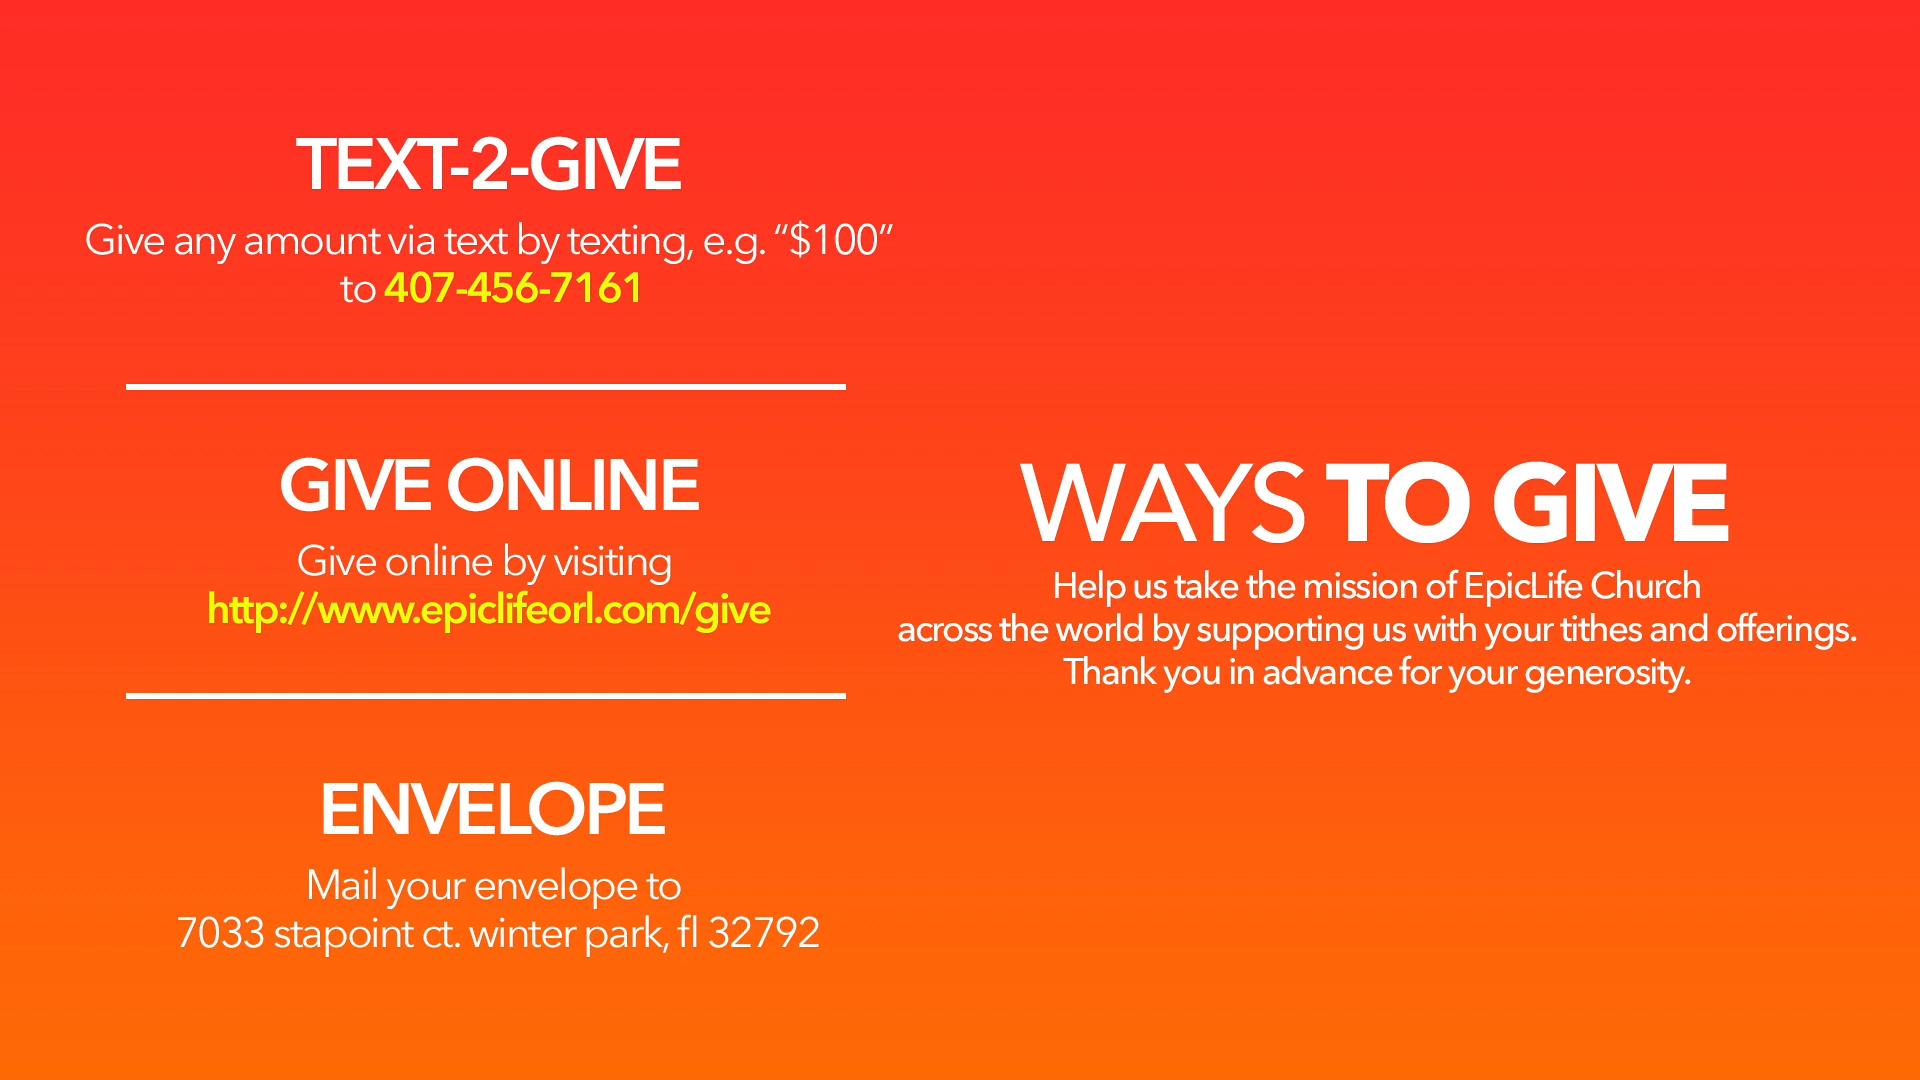 TEXT-2-GIVE
Give any amount via text by texting, e.g. “$100”
to 407-456-7161
GIVE ONLINE
Give online by visiting
http://www.epiclifeorl.com/give
ENVELOPE
Mail your envelope to
7033 stapoint ct. winter park, fl 32792
WAYS TO GIVE
Help us take the mission of EpicLife Church
across the world by supporting us with your tithes and offerings.
Thank you in advance for your generosity.